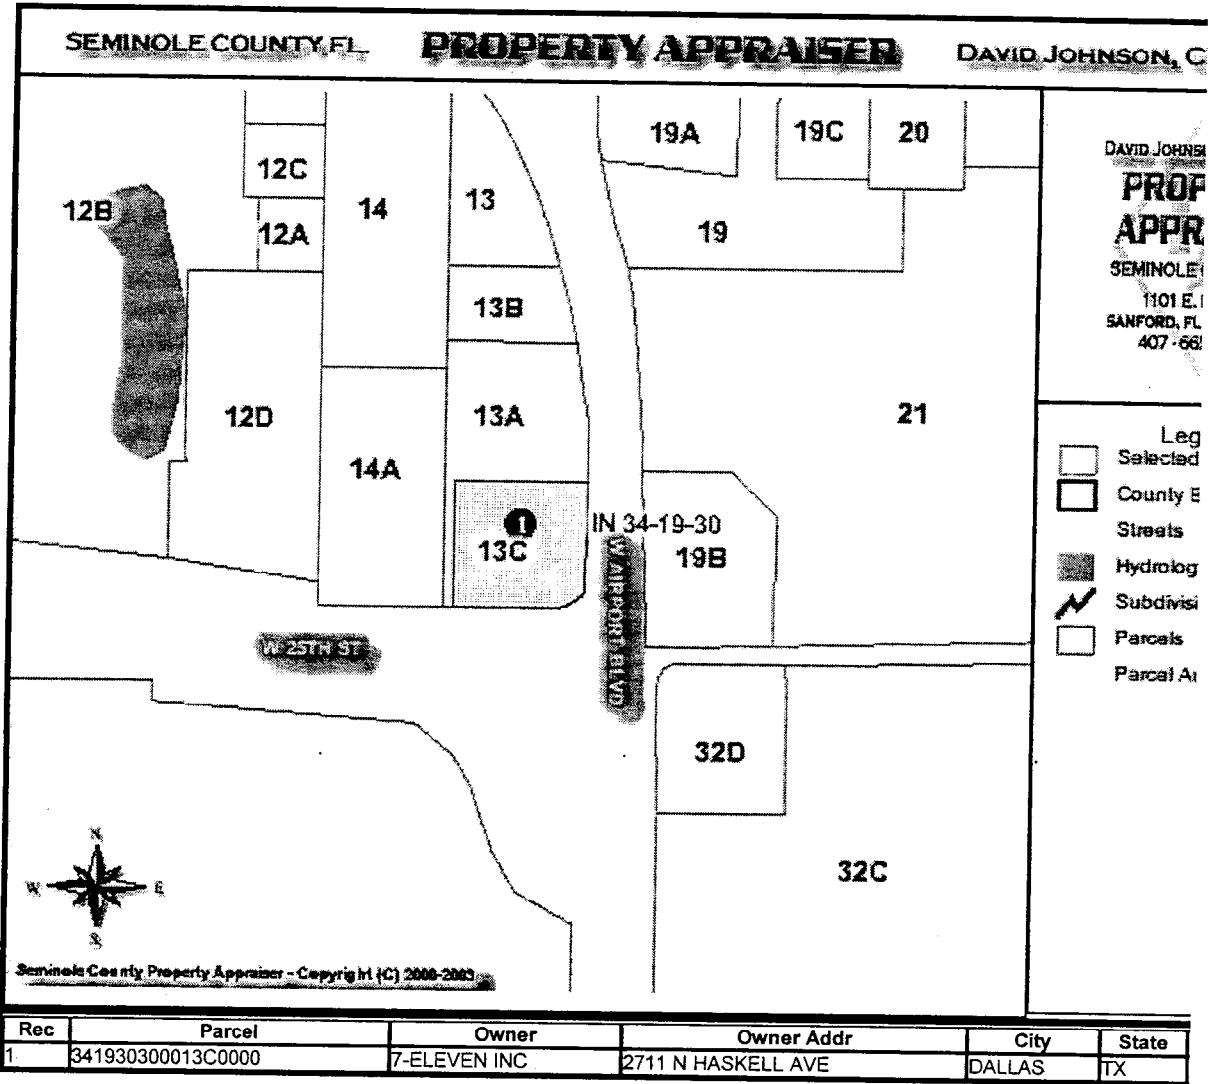 SEMINOLE COUNTY, FL PROPERTY APPRAISER DAVID JOHNSON, C
19A 19C 20
12C
12B 14 13
12A 19
13B
12D 13A 21
14A
1 IN 34-19-30
13C 19B
W AIRPORT BLVD
W 25TH ST
32D
32C
N
W E
S
Seminole County Property Appraiser - Copyright (C) 2000-2003
DAVID JOHNS
PROP
APPR
SEMINOLE
1101 E.
SANFORD, FL
407 - 66
Leg
Selected
County B
Streets
Hydrolog
Subdivisi
Parcels
Parcel
Rec Parcel Owner Owner Addr City State
1 341930300013C0000 7-ELEVEN INC 2711 N HASKELL AVE DALLAS TX